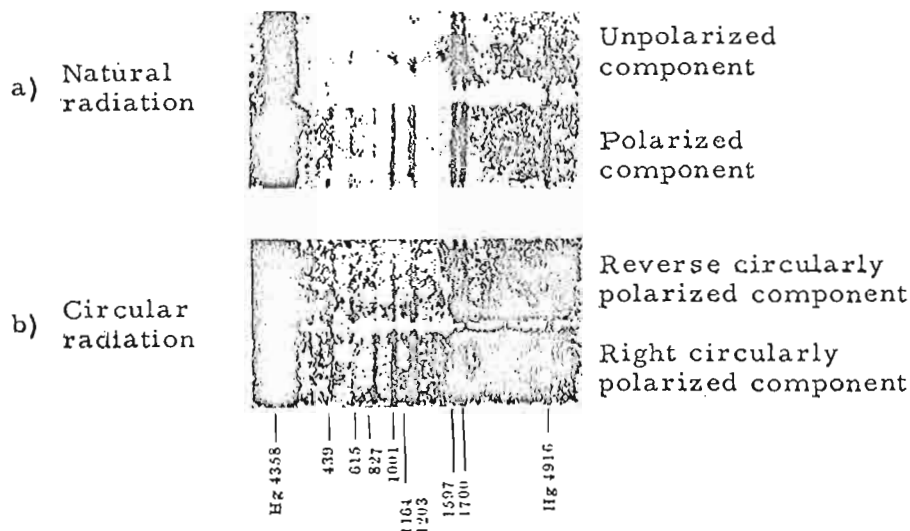 a) Natural radiation
Unpolarized component
Polarized component
b) Circular radiation
Reverse circularly polarized component
Right circularly polarized component
Hg 4358
439
615
827
1001
1164
1203
1597
1700
Hg 4916